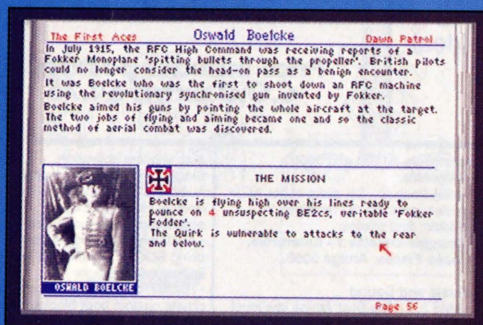 The First Aces Oswald Boelcke Dawn Patrol
In July 1915, the RFC High Command was receiving reports of a
Fokker Monoplane 'spitting bullets through the propeller'. British pilots
could no longer consider the head-on pass as a benign encounter.
It was Boelcke who was the first to shoot down an RFC machine
using the revolutionary synchronised gun invented by Fokker.
Boelcke aimed his guns by pointing the whole aircraft at the target.
The two jobs of flying and aiming became one and so the classic
method of aerial combat was discovered.
THE MISSION
Boelcke is flying high over his lines ready to
pounce on 4 unsuspecting BE2cs, veritable 'Fokker
Fodder'.
The Quirk is vulnerable to attacks to the rear
and below.
OSWALD BOELCKE
Page 56